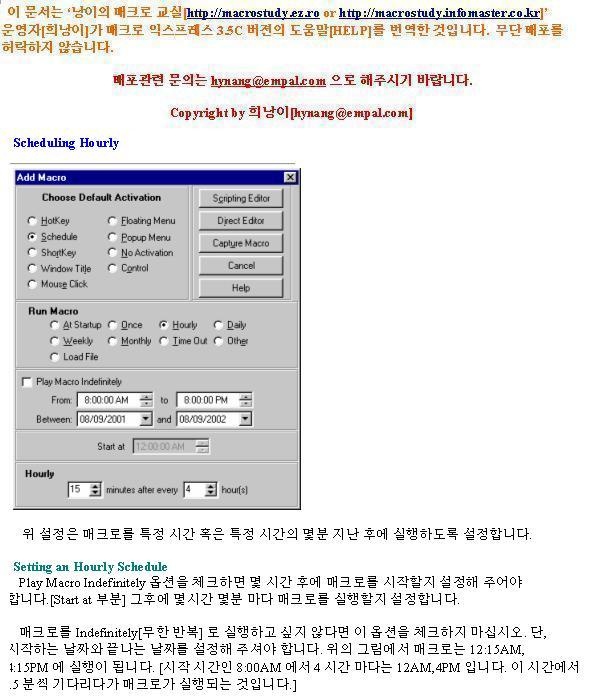 이 문서는 ‘낭이의 매크로 교실[http://macrostudy.ez.ro or http://macrostudy.infomaster.co.kr]’
운영자[희낭이]가 매크로 익스프레스 3.5C 버전의 도움말[HELP]를 번역한 것입니다. 무단 배포를
허락하지 않습니다.
배포관련 문의는 hynang@empal.com 으로 해주시기 바랍니다.
Copyright by 희낭이[hynang@empal.com]
Scheduling Hourly
Add Macro
Choose Default Activation
HotKey Floating Menu
Schedule Popup Menu
ShortKey No Activation
Window Title Control
Mouse Click
Scripting Editor
Direct Editor
Capture Macro
Cancel
Help
Run Macro
At Startup Once Hourly Daily
Weekly Monthly Time Out Other
Load File
Play Macro Indefinitely
From: 8:00:00 AM to 8:00:00 PM
Between: 08/09/2001 and 08/09/2002
Start at 12:00:00 AM
Hourly
15 minutes after every 4 hour(s)
위 설정은 매크로를 특정 시간 혹은 특정 시간의 몇분 지난 후에 실행하도록 설정합니다.
Setting an Hourly Schedule
Play Macro Indefinitely 옵션을 체크하면 몇 시간 후에 매크로를 시작할지 설정해 주어야
합니다.[Start at 부분] 그후에 몇시간 몇분 마다 매크로를 실행할지 설정합니다.
매크로를 Indefinitely[무한 반복] 로 실행하고 싶지 않다면 이 옵션을 체크하지 마십시오. 단,
시작하는 날짜와 끝나는 날짜를 설정해 주셔야 합니다. 위의 그림에서 매크로는 12:15AM,
4:15PM 에 실행이 됩니다. [시작 시간인 8:00AM 에서 4 시간 마다는 12AM,4PM 입니다. 이 시간에서
5 분씩 기다리다가 매크로가 실행되는 것입니다.]